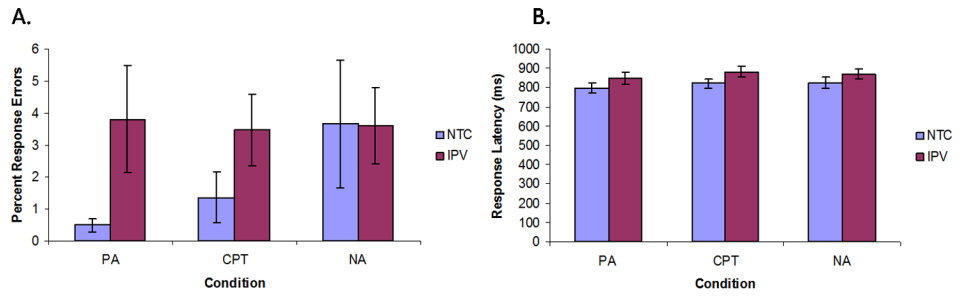 A.
Percent Response Errors
6
5
4
3
2
1
0
PA CPT NA
Condition
NTC
IPV
B.
Response Latency (ms)
1000
900
800
700
600
500
400
300
200
100
0
PA CPT NA
Condition
NTC
IPV